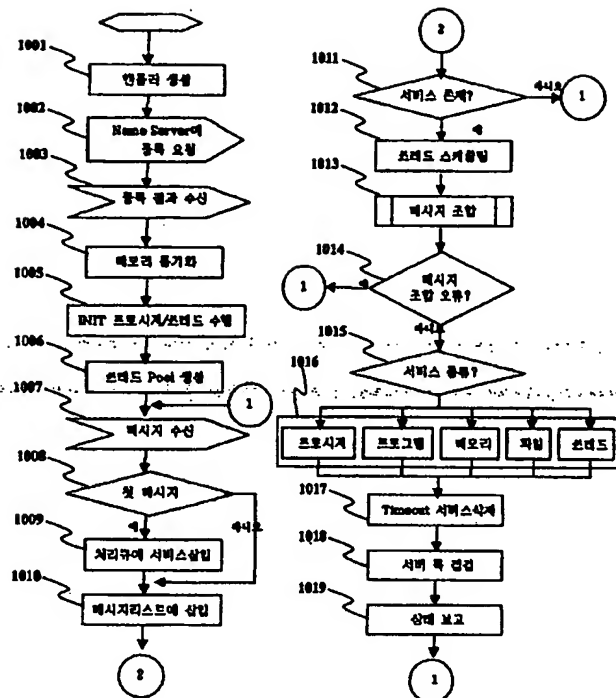 1001
엔트리 생성
1002
Name Server에
등록 요청
1003
등록 결과 수신
1004
메모리 동기화
1005
INIT 프로시저/쓰레드 수행
1006
쓰레드 Pool 생성
1
1007
메시지 수신
1008
첫 메시지
예
아니오
1009
처리큐에 서비스삽입
1010
메시지리스트에 삽입
2
2
1011
서비스 존재?
아니오
1
예
1012
쓰레드 스케쥴링
1013
메시지 조합
1014
메시지
조합 오류?
예
1
아니오
1015
서비스 종류?
1016
프로시저
프로그램
메모리
파일
쓰레드
1017
Timeout 서비스삭제
1018
서버 록 점검
1019
상태 보고
1